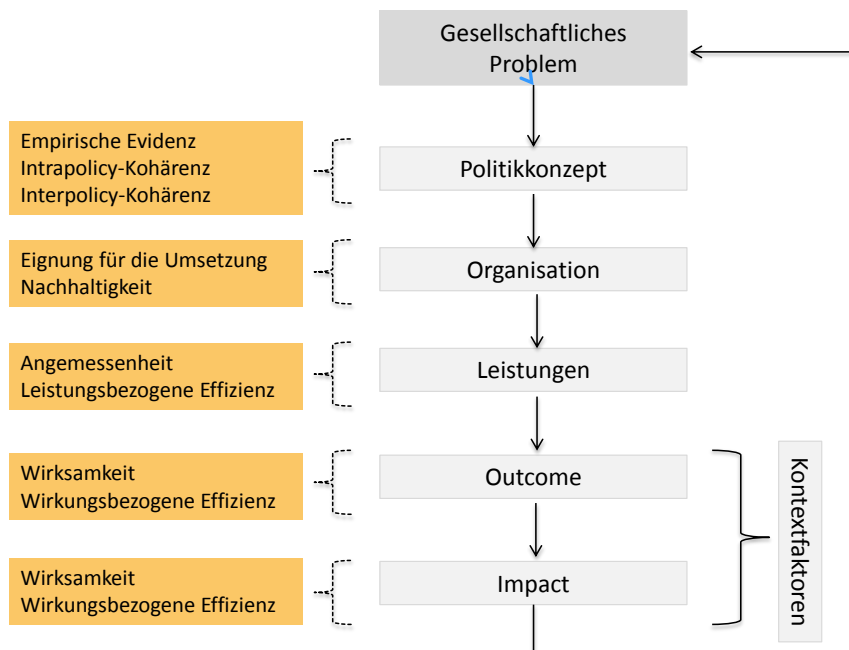 Gesellschaftliches
Problem
Empirische Evidenz
Intrapolicy-Kohärenz
Interpolicy-Kohärenz
Politikkonzept
Eignung für die Umsetzung
Nachhaltigkeit
Organisation
Angemessenheit
Leistungsbezogene Effizienz
Leistungen
Wirksamkeit
Wirkungsbezogene Effizienz
Outcome
Kontextfaktoren
Wirksamkeit
Wirkungsbezogene Effizienz
Impact